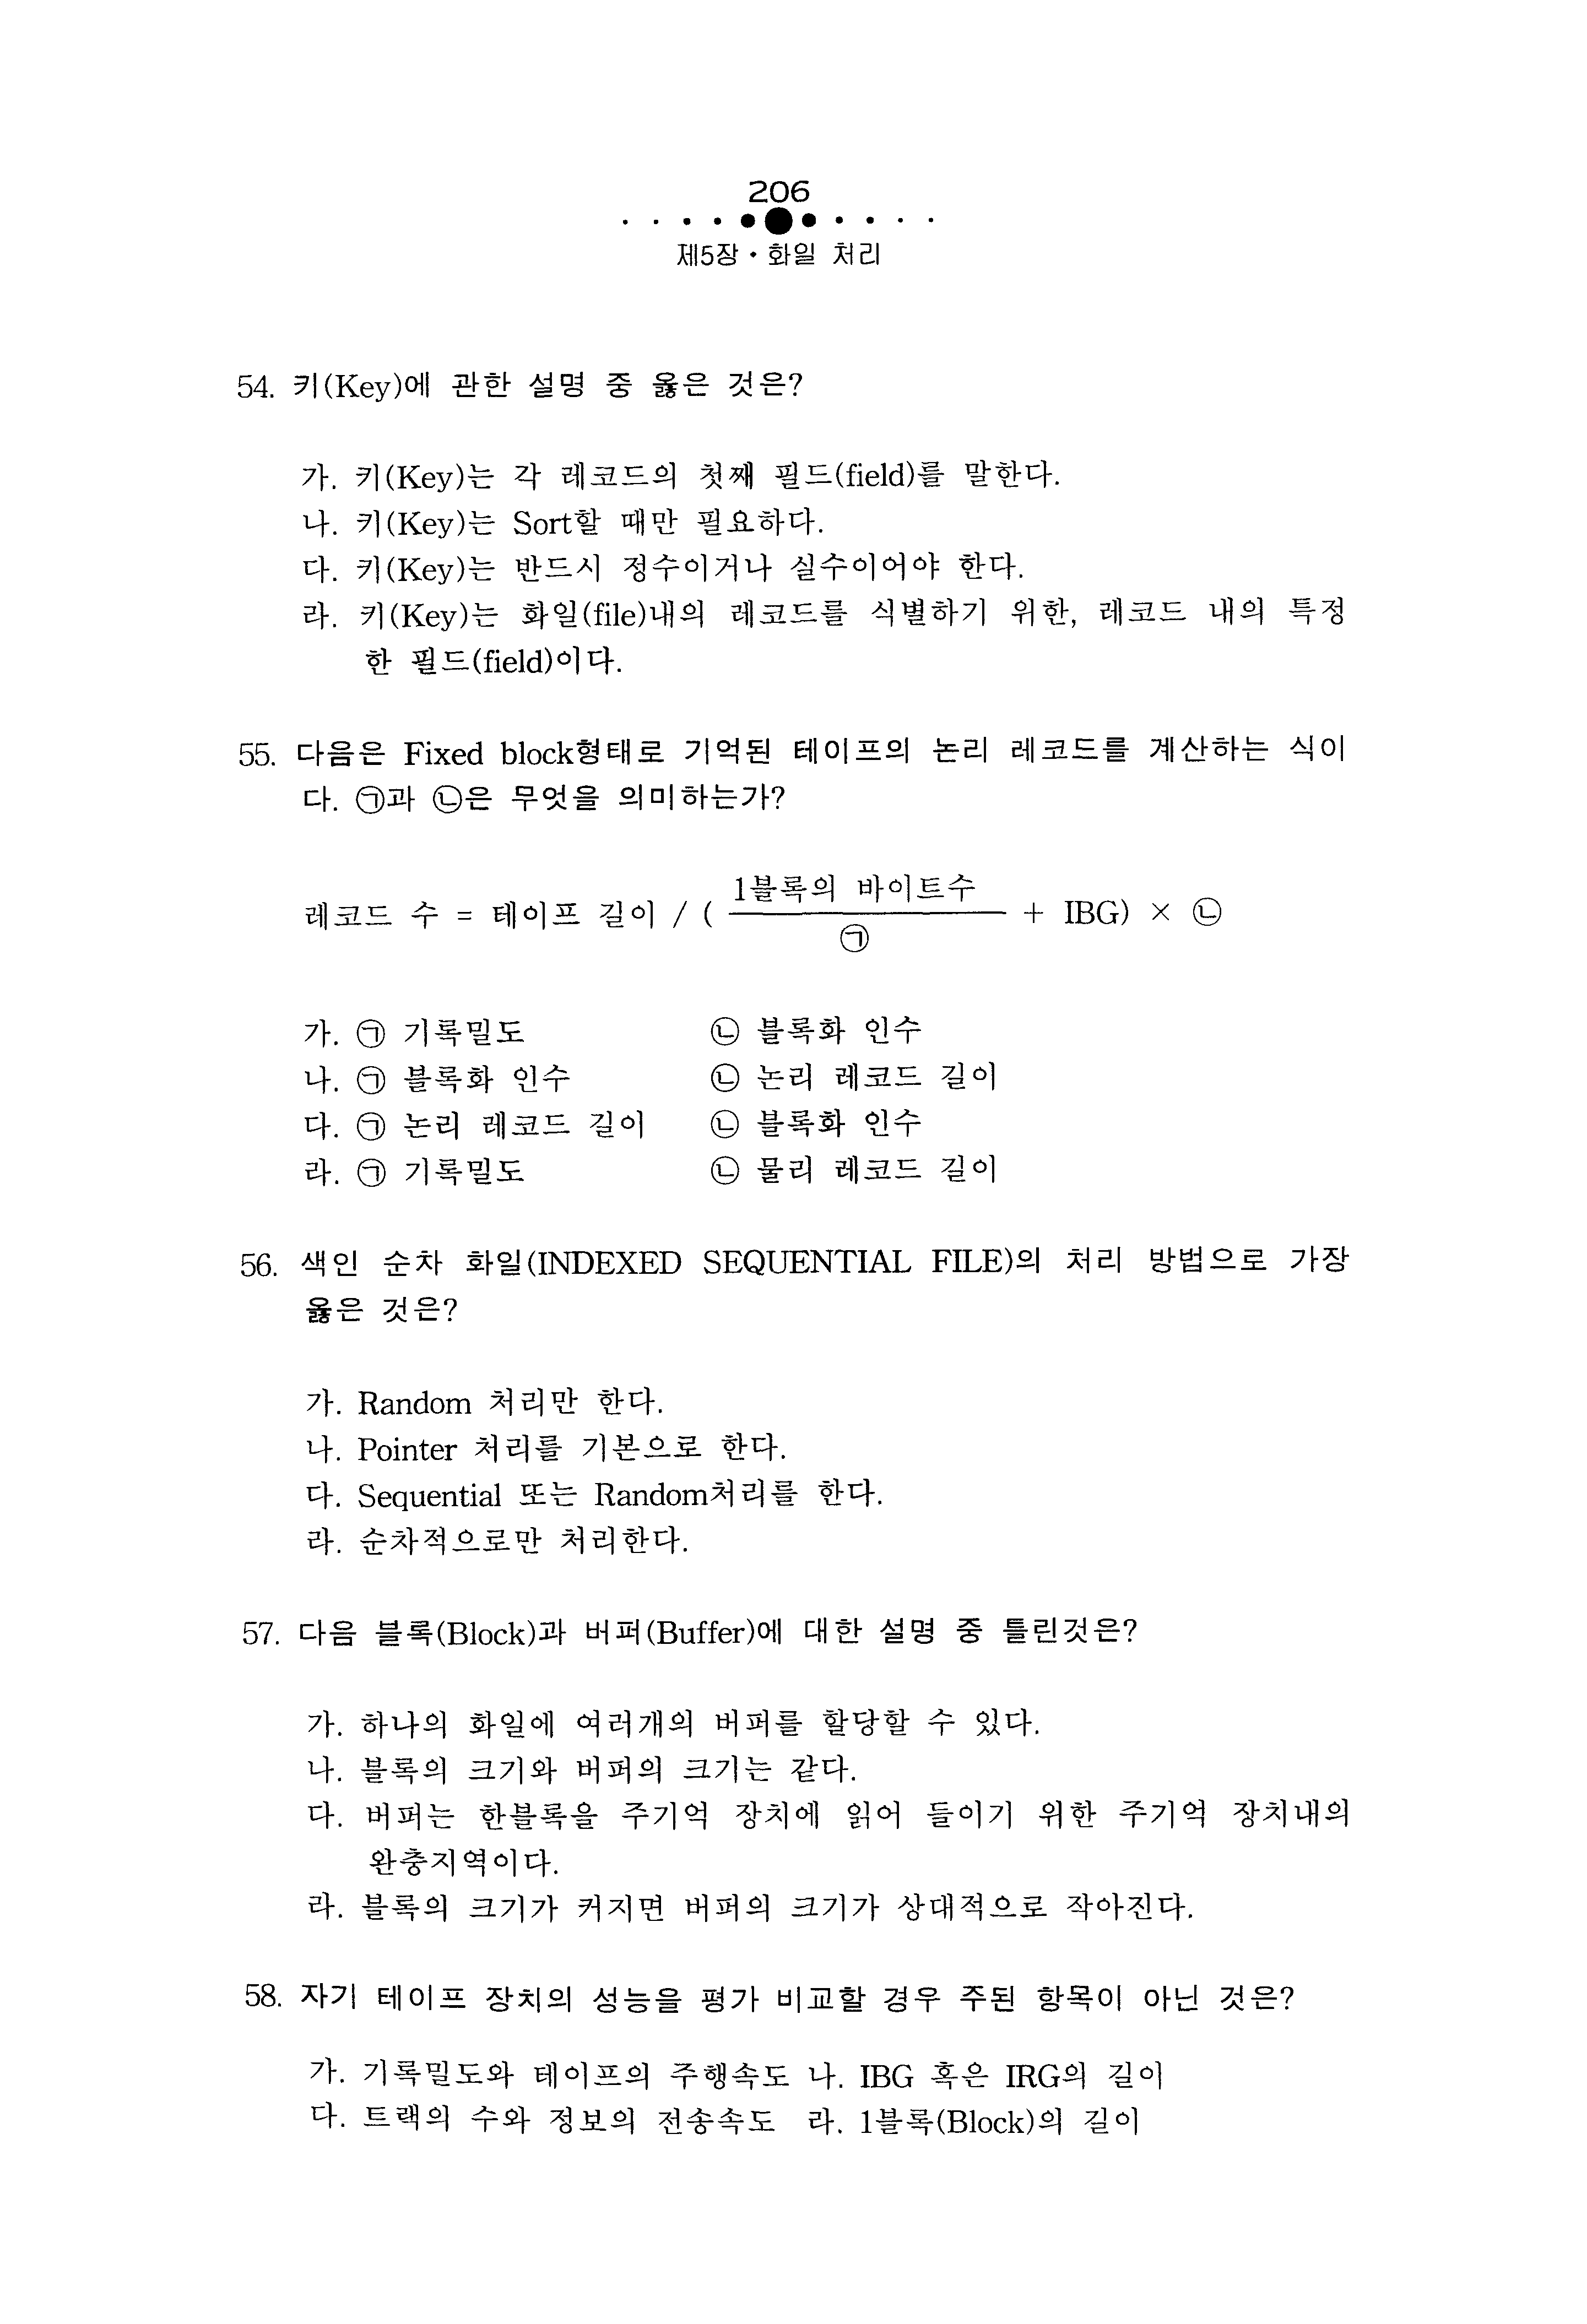 206
제5장・화일 처리
54. 키(Key)에 관한 설명 중 옳은 것은?
가. 키(Key)는 각 레코드의 첫째 필드(field)를 말한다.
나. 키(Key)는 Sort할 때만 필요하다.
다. 키(Key)는 반드시 정수이거나 실수이어야 한다.
라. 키(Key)는 화일(file)내의 레코드를 식별하기 위한, 레코드 내의 특정
한 필드(field)이다.
55. 다음은 Fixed block형태로 기억된 테이프의 논리 레코드를 계산하는 식이
다. ㉠과 ㉡은 무엇을 의미하는가?
1블록의 바이트수
레코드 수 = 테이프 길이 / ( + IBG) × ㉡
㉠
가. ㉠ 기록밀도 ㉡ 블록화 인수
나. ㉠ 블록화 인수 ㉡ 논리 레코드 길이
다. ㉠ 논리 레코드 길이 ㉡ 블록화 인수
라. ㉠ 기록밀도 ㉡ 물리 레코드 길이
56. 색인 순차 화일(INDEXED SEQUENTIAL FILE)의 처리 방법으로 가장
옳은 것은?
가. Random 처리만 한다.
나. Pointer 처리를 기본으로 한다.
다. Sequential 또는 Random처리를 한다.
라. 순차적으로만 처리한다.
57. 다음 블록(Block)과 버퍼(Buffer)에 대한 설명 중 틀린것은?
가. 하나의 화일에 여러개의 버퍼를 할당할 수 있다.
나. 블록의 크기와 버퍼의 크기는 같다.
다. 버퍼는 한블록을 주기억 장치에 읽어 들이기 위한 주기억 장치내의
완충지역이다.
라. 블록의 크기가 커지면 버퍼의 크기가 상대적으로 작아진다.
58. 자기 테이프 장치의 성능을 평가 비교할 경우 주된 항목이 아닌 것은?
가. 기록밀도와 테이프의 주행속도 나. IBG 혹은 IRG의 길이
다. 트랙의 수와 정보의 전송속도 라. 1블록(Block)의 길이